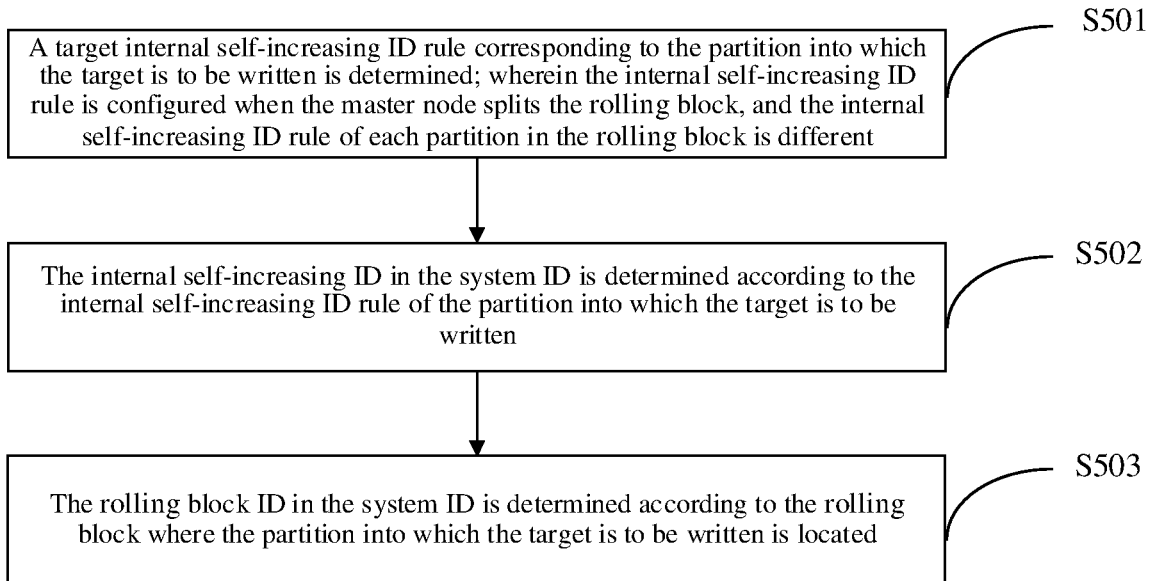 S501
A target internal self-increasing ID rule corresponding to the partition into which
the target is to be written is determined; wherein the internal self-increasing ID
rule is configured when the master node splits the rolling block, and the internal
self-increasing ID rule of each partition in the rolling block is different
S502
The internal self-increasing ID in the system ID is determined according to the
internal self-increasing ID rule of the partition into which the target is to be
written
S503
The rolling block ID in the system ID is determined according to the rolling
block where the partition into which the target is to be written is located